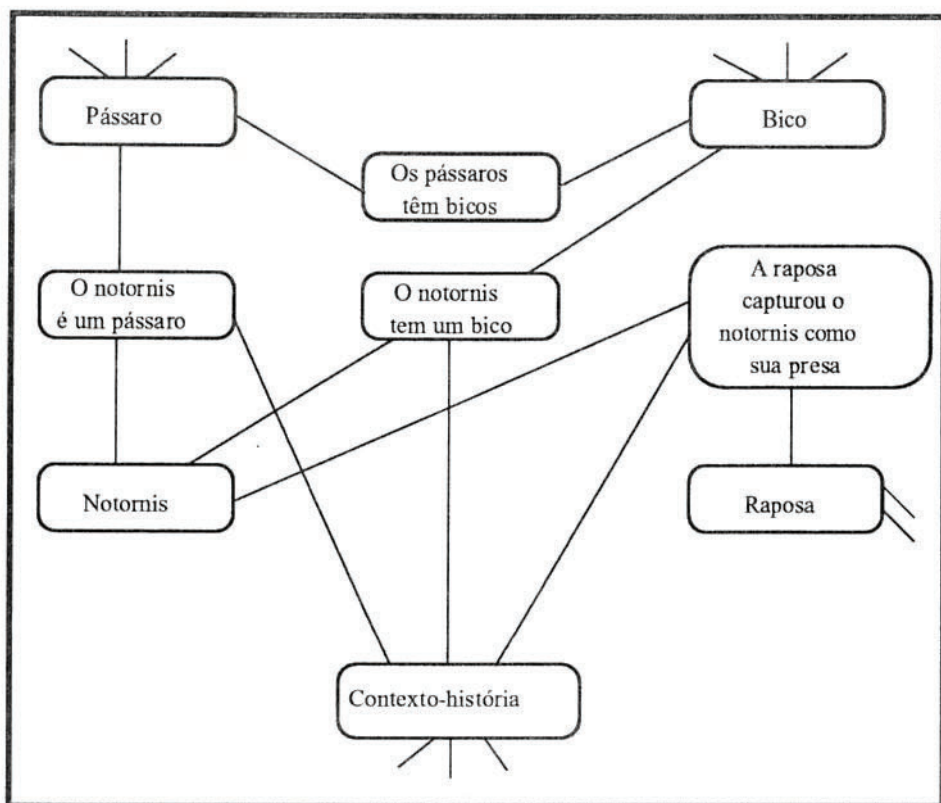 Pássaro
Bico
Os pássaros
têm bicos
O notornis
é um pássaro
O notornis
tem um bico
A raposa
capturou o
notornis como
sua presa
Notornis
Raposa
Contexto-história